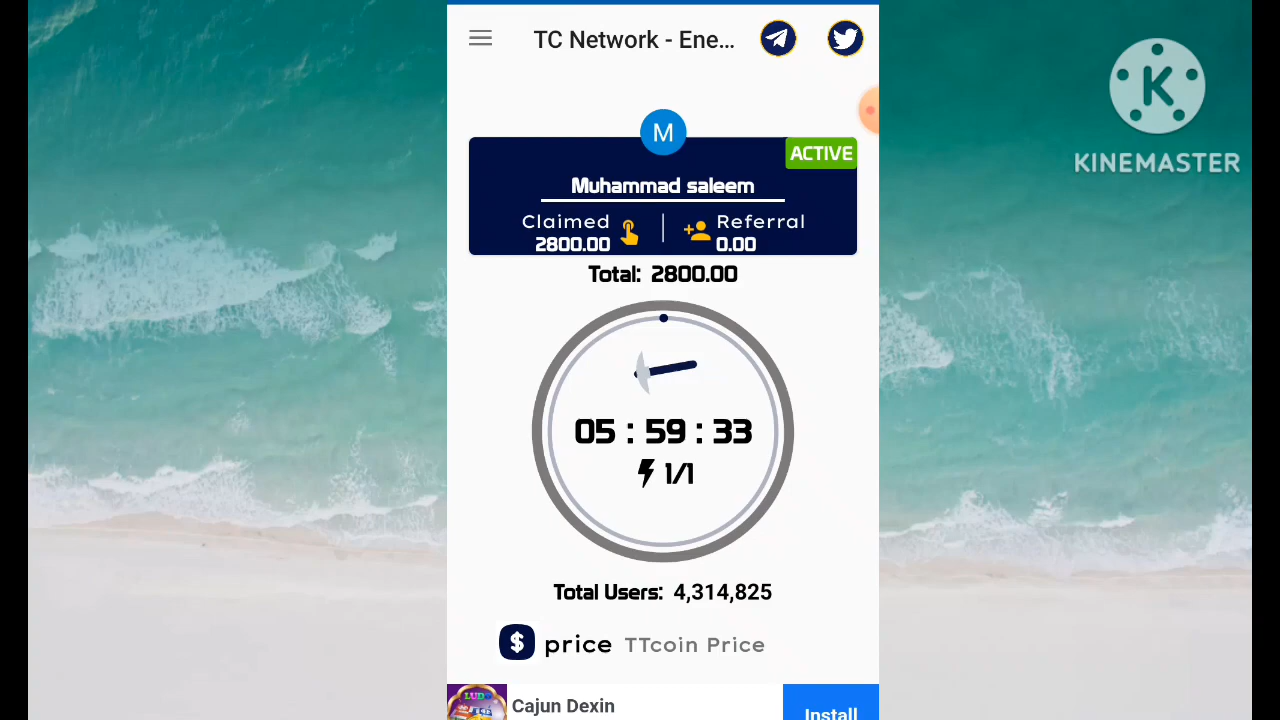 TC Network - Ene...
M
ACTIVE
Muhammad saleem
Claimed
2800.00
Referral
0.00
Total: 2800.00
05 : 59 : 33
1/1
Total Users: 4,314,825
$ price TTcoin Price
LUDO
Cajun Dexin
Install
K
KINEMASTER